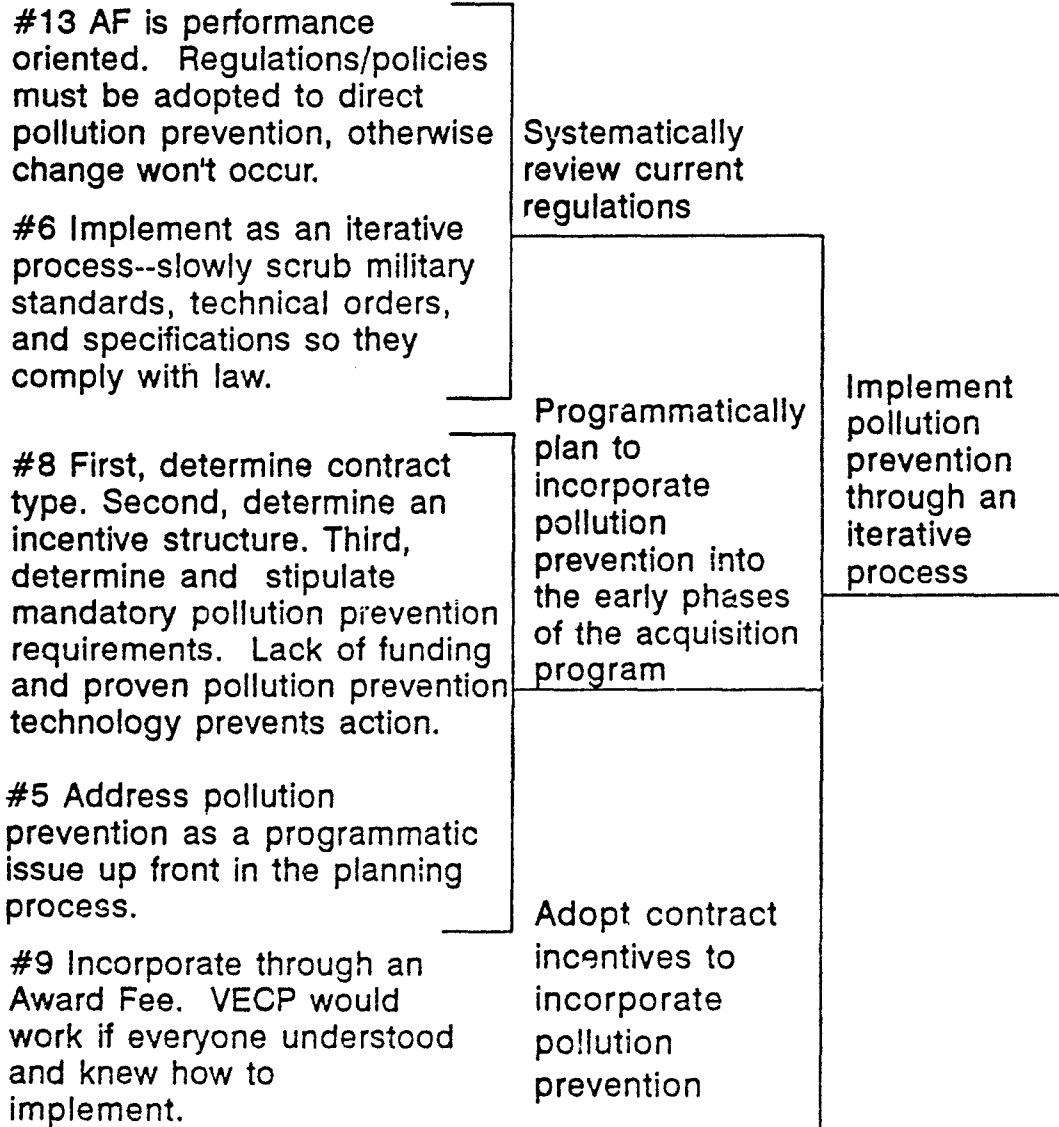 #13 AF is performance
oriented. Regulations/policies
must be adopted to direct
pollution prevention, otherwise
change won't occur.
#6 Implement as an iterative
process--slowly scrub military
standards, technical orders,
and specifications so they
comply with law.
#8 First, determine contract
type. Second, determine an
incentive structure. Third,
determine and stipulate
mandatory pollution prevention
requirements. Lack of funding
and proven pollution prevention
technology prevents action.
#5 Address pollution
prevention as a programmatic
issue up front in the planning
process.
#9 Incorporate through an
Award Fee. VECP would
work if everyone understood
and knew how to
implement.
Systematically
review current
regulations
Programmatically
plan to
incorporate
pollution
prevention into
the early phases
of the acquisition
program
Adopt contract
incentives to
incorporate
pollution
prevention
Implement
pollution
prevention
through an
iterative
process